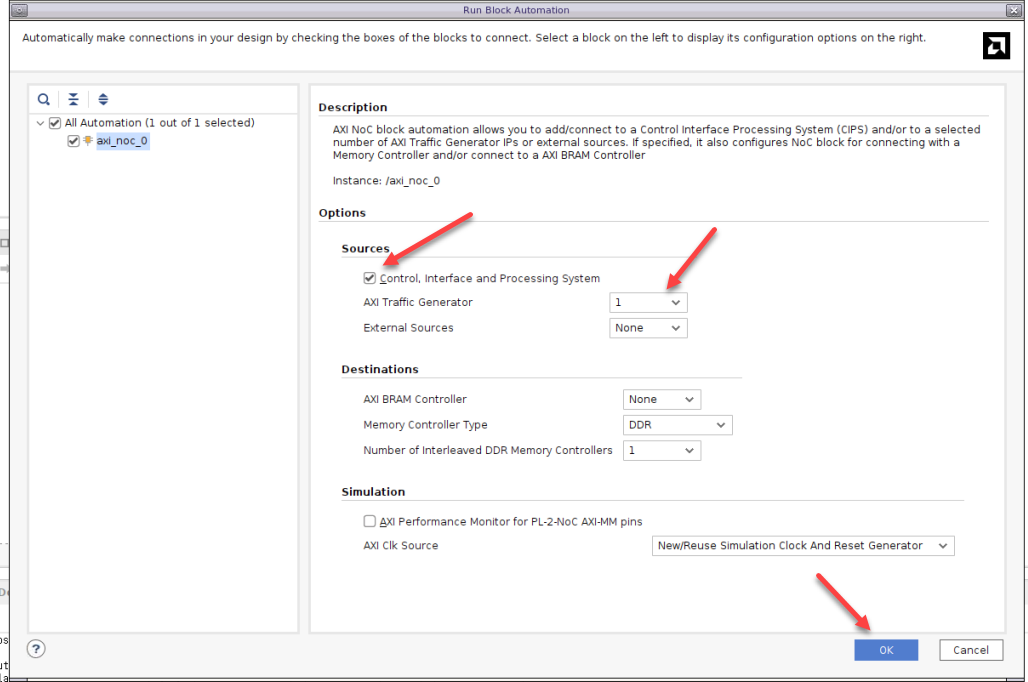 Run Block Automation
Automatically make connections in your design by checking the boxes of the blocks to connect. Select a block on the left to display its configuration options on the right.
All Automation (1 out of 1 selected)
axi_noc_0
Description
AXI NoC block automation allows you to add/connect to a Control Interface Processing System (CIPS) and/or to a selected
number of AXI Traffic Generator IPs or external sources. If specified, it also configures NoC block for connecting with a
Memory Controller and/or connect to a AXI BRAM Controller
Instance: /axi_noc_0
Options
Sources
Control, Interface and Processing System
AXI Traffic Generator 1
External Sources None
Destinations
AXI BRAM Controller None
Memory Controller Type DDR
Number of Interleaved DDR Memory Controllers 1
Simulation
AXI Performance Monitor for PL-2-NoC AXI-MM pins
AXI Clk Source New/Reuse Simulation Clock And Reset Generator
?
OK Cancel